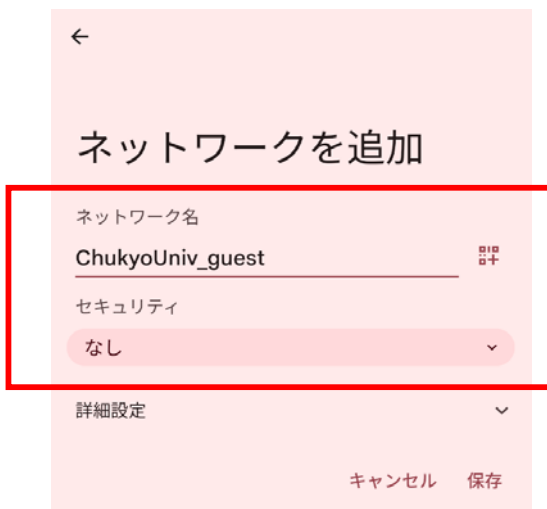 ネットワークを追加
ネットワーク名
ChukyoUniv_guest
セキュリティ
なし
詳細設定
キャンセル 保存